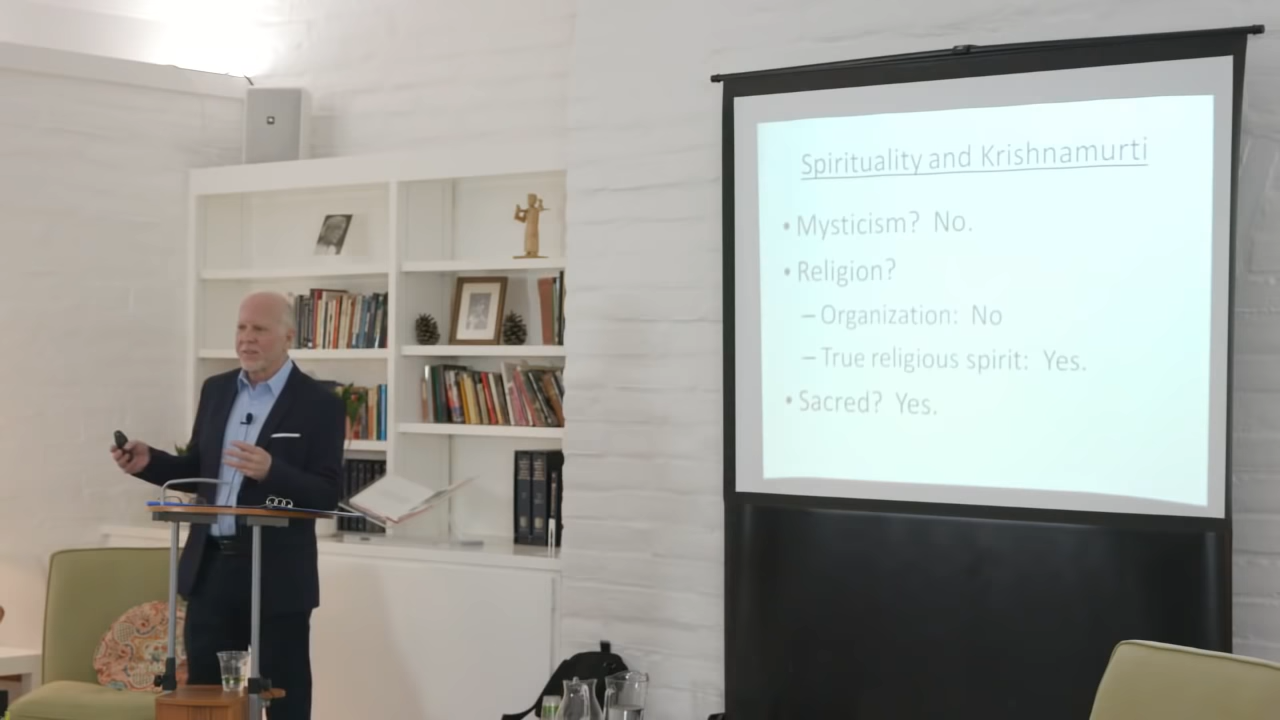 Spirituality and Krishnamurti
• Mysticism? No.
• Religion?
– Organization: No
– True religious spirit: Yes.
• Sacred? Yes.